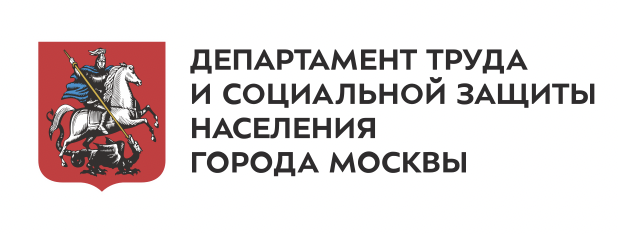 ДЕПАРТАМЕНТ ТРУДА
И СОЦИАЛЬНОЙ ЗАЩИТЫ
НАСЕЛЕНИЯ
ГОРОДА МОСКВЫ